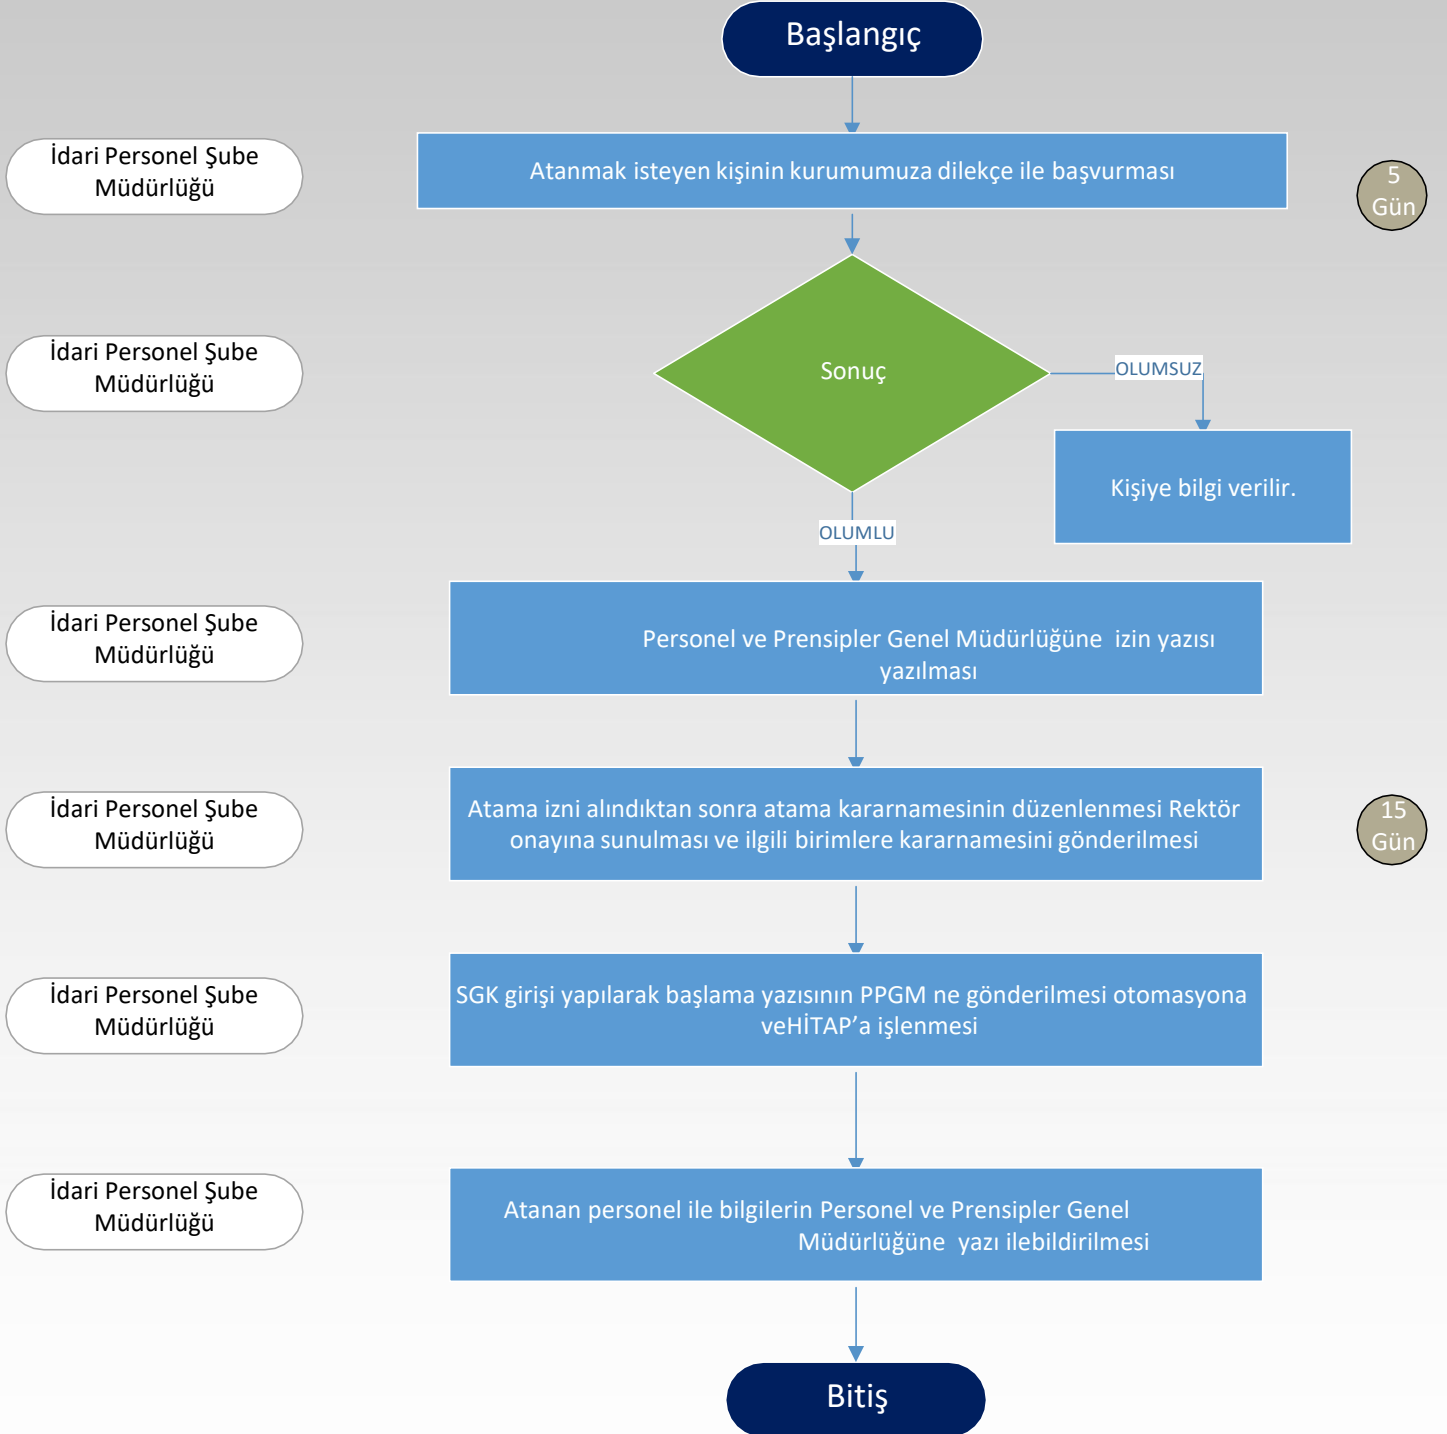 Başlangıç
İdari Personel Şube
Müdürlüğü
Atanmak isteyen kişinin kurumumuza dilekçe ile başvurması
5
Gün
İdari Personel Şube
Müdürlüğü
Sonuç
OLUMSUZ
Kişiye bilgi verilir.
OLUMLU
İdari Personel Şube
Müdürlüğü
Personel ve Prensipler Genel Müdürlüğüne  izin yazısı
yazılması
İdari Personel Şube
Müdürlüğü
Atama izni alındıktan sonra atama kararnamesinin düzenlenmesi Rektör
onayına sunulması ve ilgili birimlere kararnamesini gönderilmesi
15
Gün
İdari Personel Şube
Müdürlüğü
SGK girişi yapılarak başlama yazısının PPGM ne gönderilmesi otomasyona
veHİTAP’a işlenmesi
İdari Personel Şube
Müdürlüğü
Atanan personel ile bilgilerin Personel ve Prensipler Genel
Müdürlüğüne  yazı ilebildirilmesi
Bitiş